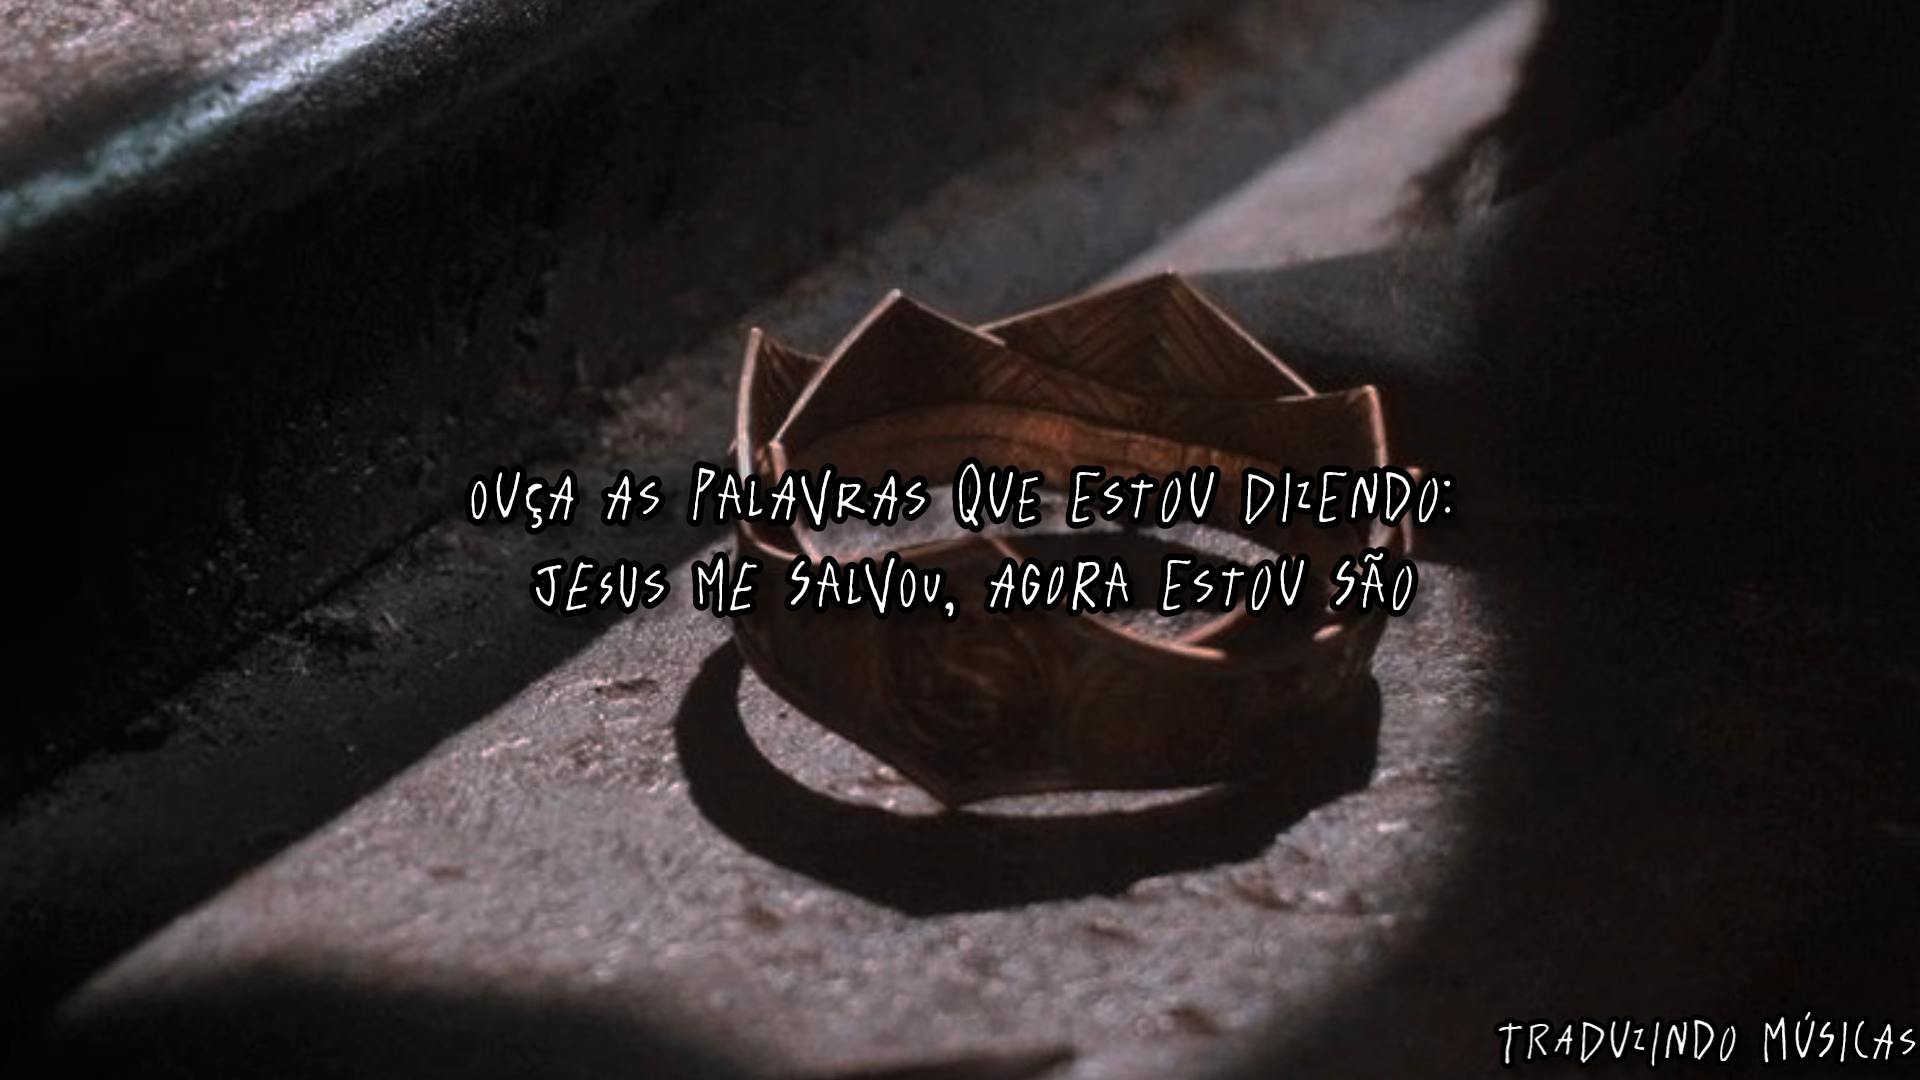 OUÇA AS PALAVRAS QUE ESTOU DIZENDO:
JESUS ME SALVOU, AGORA ESTOU SÃO
TRADUZINDO MÚSICAS